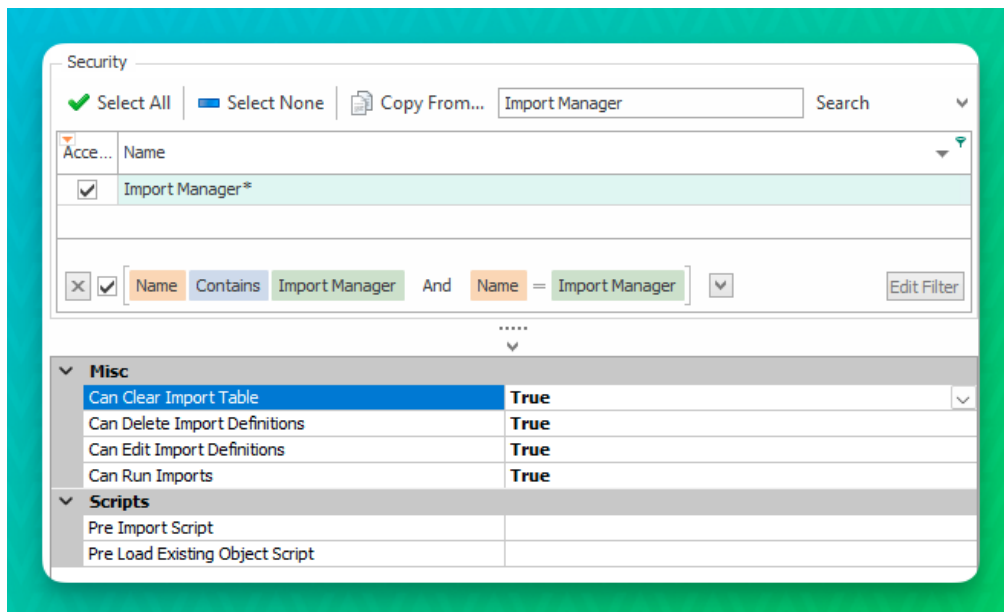 Security
Select All Select None Copy From... Import Manager Search
Acce... Name
Import Manager*
Name Contains Import Manager And Name = Import Manager Edit Filter
Misc
Can Clear Import Table True
Can Delete Import Definitions True
Can Edit Import Definitions True
Can Run Imports True
Scripts
Pre Import Script
Pre Load Existing Object Script